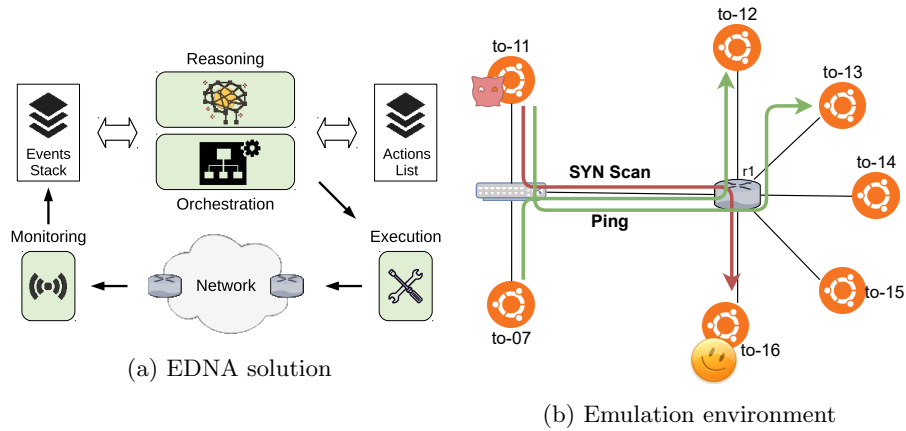 Reasoning
Events
Stack
Actions
List
Orchestration
Monitoring
Execution
Network
(a) EDNA solution
to-12
to-11
to-13
SYN Scan
r1
to-14
Ping
to-15
to-07
to-16
(b) Emulation environment